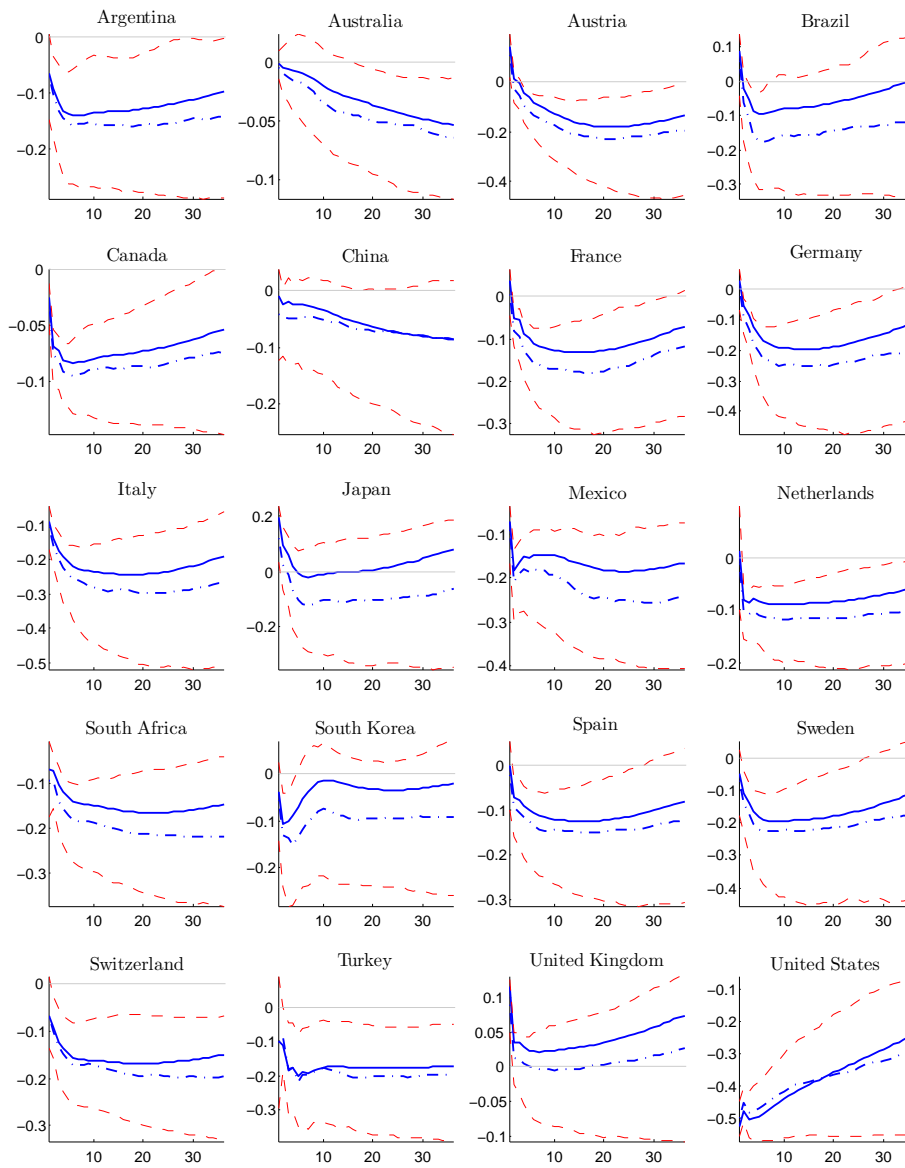 Argentina Australia Austria Brazil
0 −0.1 −0.2 10 20 30
0 −0.05 −0.1 10 20 30
0 −0.2 −0.4 10 20 30
0.1 0 −0.1 −0.2 −0.3 10 20 30
Canada China France Germany
0 −0.05 −0.1 10 20 30
0 −0.1 −0.2 10 20 30
0 −0.1 −0.2 −0.3 10 20 30
0 −0.1 −0.2 −0.3 −0.4 10 20 30
Italy Japan Mexico Netherlands
−0.1 −0.2 −0.3 −0.4 −0.5 10 20 30
0.2 0 −0.2 10 20 30
−0.1 −0.2 −0.3 −0.4 10 20 30
0 −0.1 −0.2 10 20 30
South Africa South Korea Spain Sweden
−0.1 −0.2 −0.3 10 20 30
0 −0.1 −0.2 10 20 30
0 −0.1 −0.2 −0.3 10 20 30
0 −0.1 −0.2 −0.3 −0.4 10 20 30
Switzerland Turkey United Kingdom United States
0 −0.1 −0.2 −0.3 10 20 30
0 −0.1 −0.2 −0.3 10 20 30
0.1 0.05 0 −0.05 −0.1 10 20 30
−0.1 −0.2 −0.3 −0.4 −0.5 10 20 30